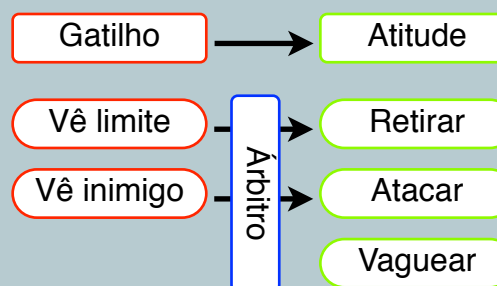 Gatilho
Atitude
Vê limite
Retirar
Árbitro
Vê inimigo
Atacar
Vaguear